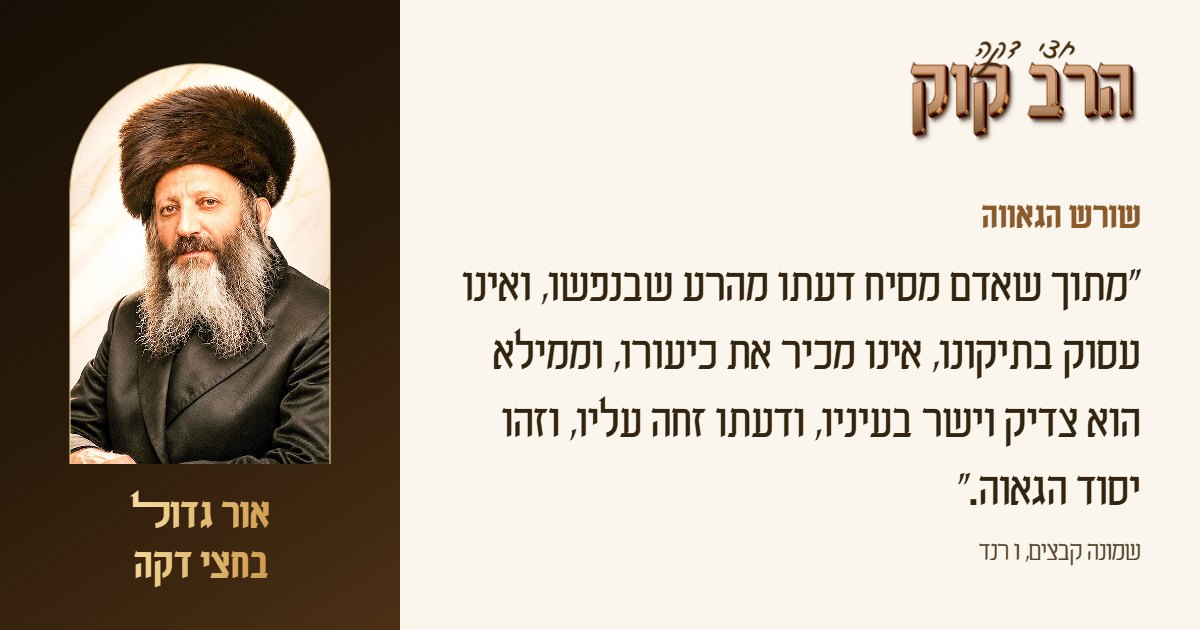 חצי דקה
הרב קוק
שורש הגאווה
"מתוך שאדם מסיח דעתו מהרע שבנפשו, ואינו
עסוק בתיקונו, אינו מכיר את כיעורו, וממילא
הוא צדיק וישר בעיניו, ודעתו זחה עליו, וזהו
יסוד הגאוה."
שמונה קבצים, ו רנד
אור גדול
בחצי דקה